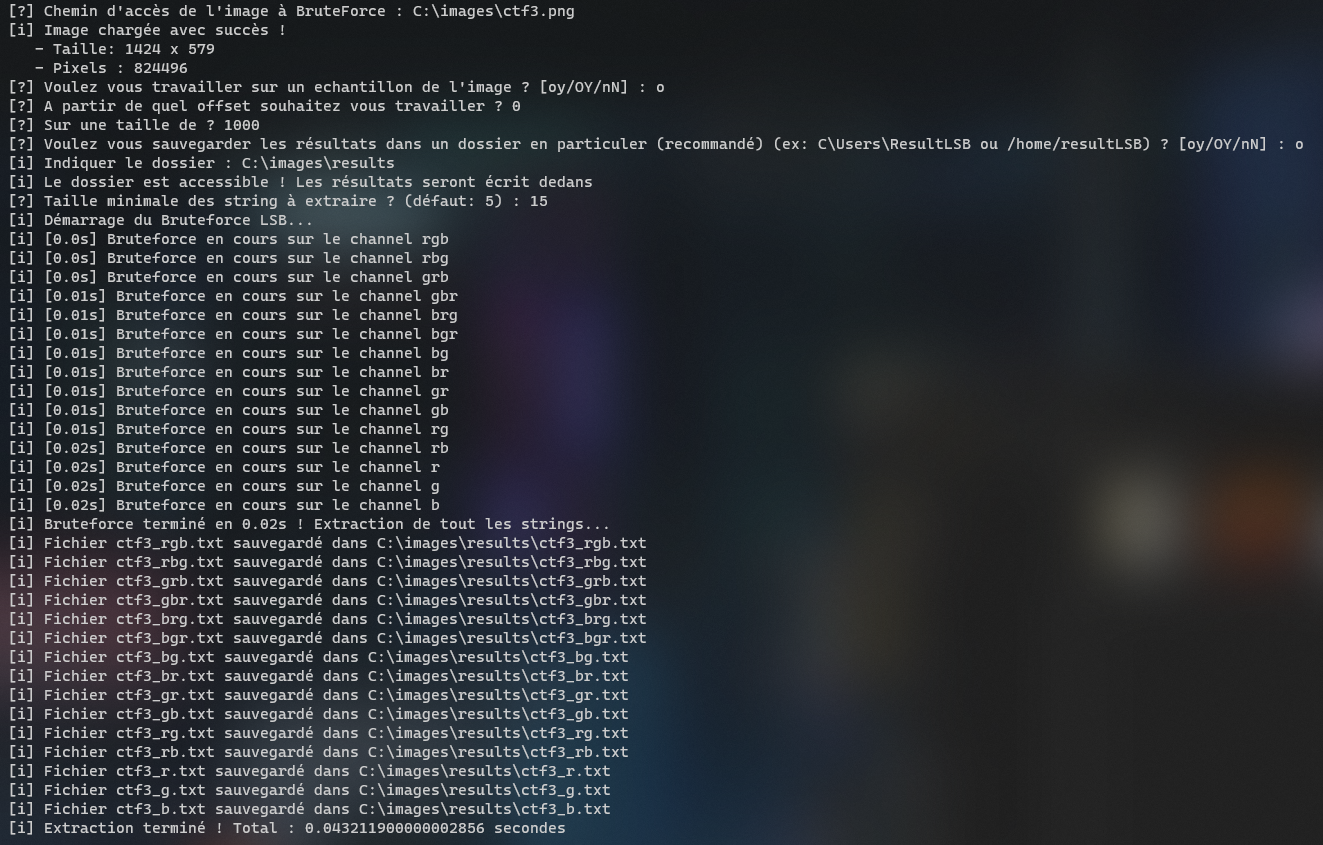 [?] Chemin d'accès de l'image à BruteForce : C:\images\ctf3.png
[i] Image chargée avec succès !
   - Taille: 1424 x 579
   - Pixels : 824496
[?] Voulez vous travailler sur un echantillon de l'image ? [oy/OY/nN] : o
[?] A partir de quel offset souhaitez vous travailler ? 0
[?] Sur une taille de ? 1000
[?] Voulez vous sauvegarder les résultats dans un dossier en particulier (recommandé) (ex: C\Users\ResultLSB ou /home/resultLSB) ? [oy/OY/nN] : o
[i] Indiquer le dossier : C:\images\results
[i] Le dossier est accessible ! Les résultats seront écrit dedans
[?] Taille minimale des string à extraire ? (défaut: 5) : 15
[i] Démarrage du Bruteforce LSB...
[i] [0.0s] Bruteforce en cours sur le channel rgb
[i] [0.0s] Bruteforce en cours sur le channel rbg
[i] [0.0s] Bruteforce en cours sur le channel grb
[i] [0.01s] Bruteforce en cours sur le channel gbr
[i] [0.01s] Bruteforce en cours sur le channel brg
[i] [0.01s] Bruteforce en cours sur le channel bgr
[i] [0.01s] Bruteforce en cours sur le channel bg
[i] [0.01s] Bruteforce en cours sur le channel br
[i] [0.01s] Bruteforce en cours sur le channel gr
[i] [0.01s] Bruteforce en cours sur le channel gb
[i] [0.01s] Bruteforce en cours sur le channel rg
[i] [0.02s] Bruteforce en cours sur le channel rb
[i] [0.02s] Bruteforce en cours sur le channel r
[i] [0.02s] Bruteforce en cours sur le channel g
[i] [0.02s] Bruteforce en cours sur le channel b
[i] Bruteforce terminé en 0.02s ! Extraction de tout les strings...
[i] Fichier ctf3_rgb.txt sauvegardé dans C:\images\results\ctf3_rgb.txt
[i] Fichier ctf3_rbg.txt sauvegardé dans C:\images\results\ctf3_rbg.txt
[i] Fichier ctf3_grb.txt sauvegardé dans C:\images\results\ctf3_grb.txt
[i] Fichier ctf3_gbr.txt sauvegardé dans C:\images\results\ctf3_gbr.txt
[i] Fichier ctf3_brg.txt sauvegardé dans C:\images\results\ctf3_brg.txt
[i] Fichier ctf3_bgr.txt sauvegardé dans C:\images\results\ctf3_bgr.txt
[i] Fichier ctf3_bg.txt sauvegardé dans C:\images\results\ctf3_bg.txt
[i] Fichier ctf3_br.txt sauvegardé dans C:\images\results\ctf3_br.txt
[i] Fichier ctf3_gr.txt sauvegardé dans C:\images\results\ctf3_gr.txt
[i] Fichier ctf3_gb.txt sauvegardé dans C:\images\results\ctf3_gb.txt
[i] Fichier ctf3_rg.txt sauvegardé dans C:\images\results\ctf3_rg.txt
[i] Fichier ctf3_rb.txt sauvegardé dans C:\images\results\ctf3_rb.txt
[i] Fichier ctf3_r.txt sauvegardé dans C:\images\results\ctf3_r.txt
[i] Fichier ctf3_g.txt sauvegardé dans C:\images\results\ctf3_g.txt
[i] Fichier ctf3_b.txt sauvegardé dans C:\images\results\ctf3_b.txt
[i] Extraction terminé ! Total : 0.043211900000002856 secondes